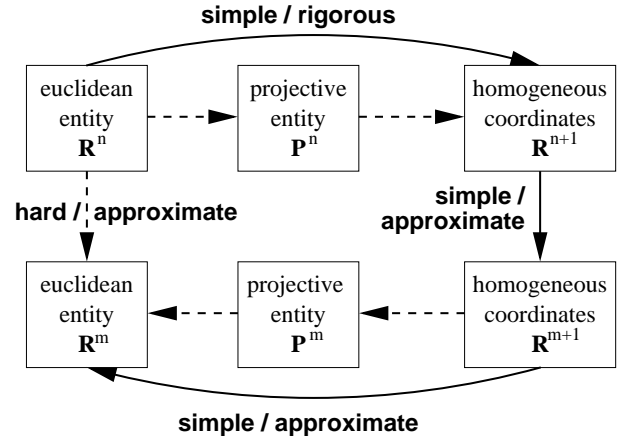 simple / rigorous
euclidean
entity
R^n
projective
entity
P^n
homogeneous
coordinates
R^n+1
hard / approximate
simple /
approximate
euclidean
entity
R^m
projective
entity
P^m
homogeneous
coordinates
R^m+1
simple / approximate